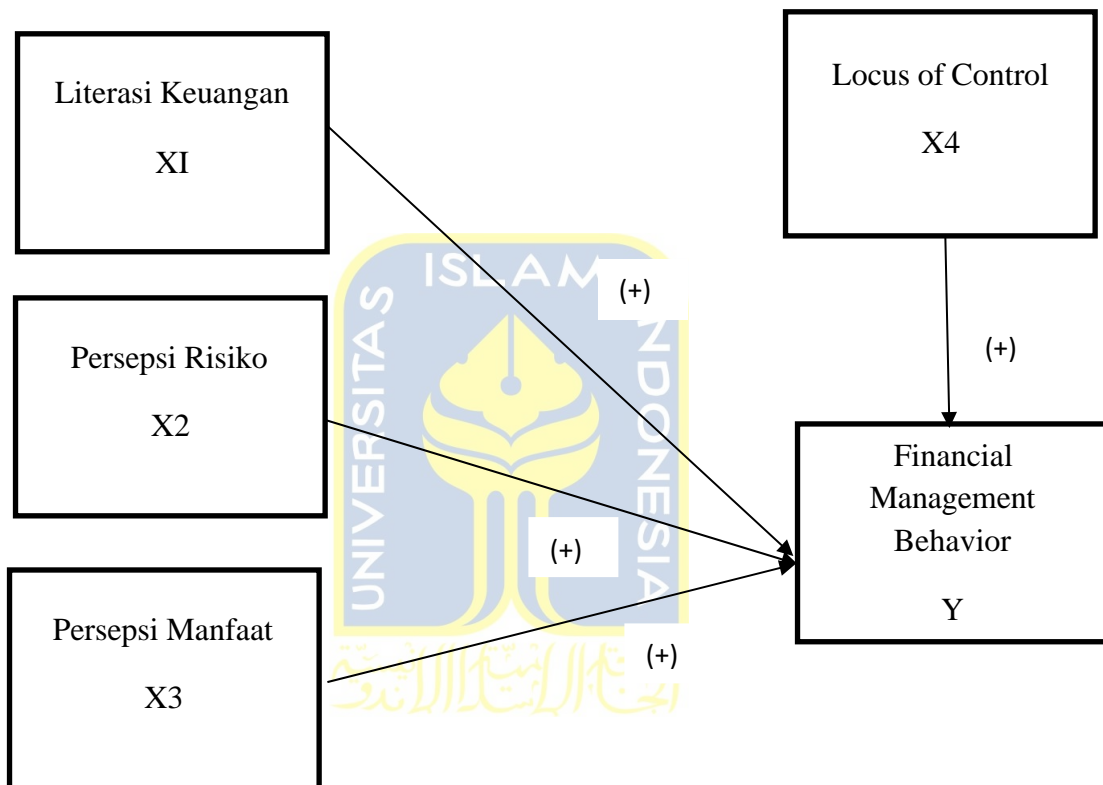 Literasi Keuangan
XI
Locus of Control
X4
ISLAM
UNIVERSITAS
INDONESIA
(+)
(+)
Persepsi Risiko
X2
Financial
Management
Behavior
Y
(+)
Persepsi Manfaat
X3
(+)